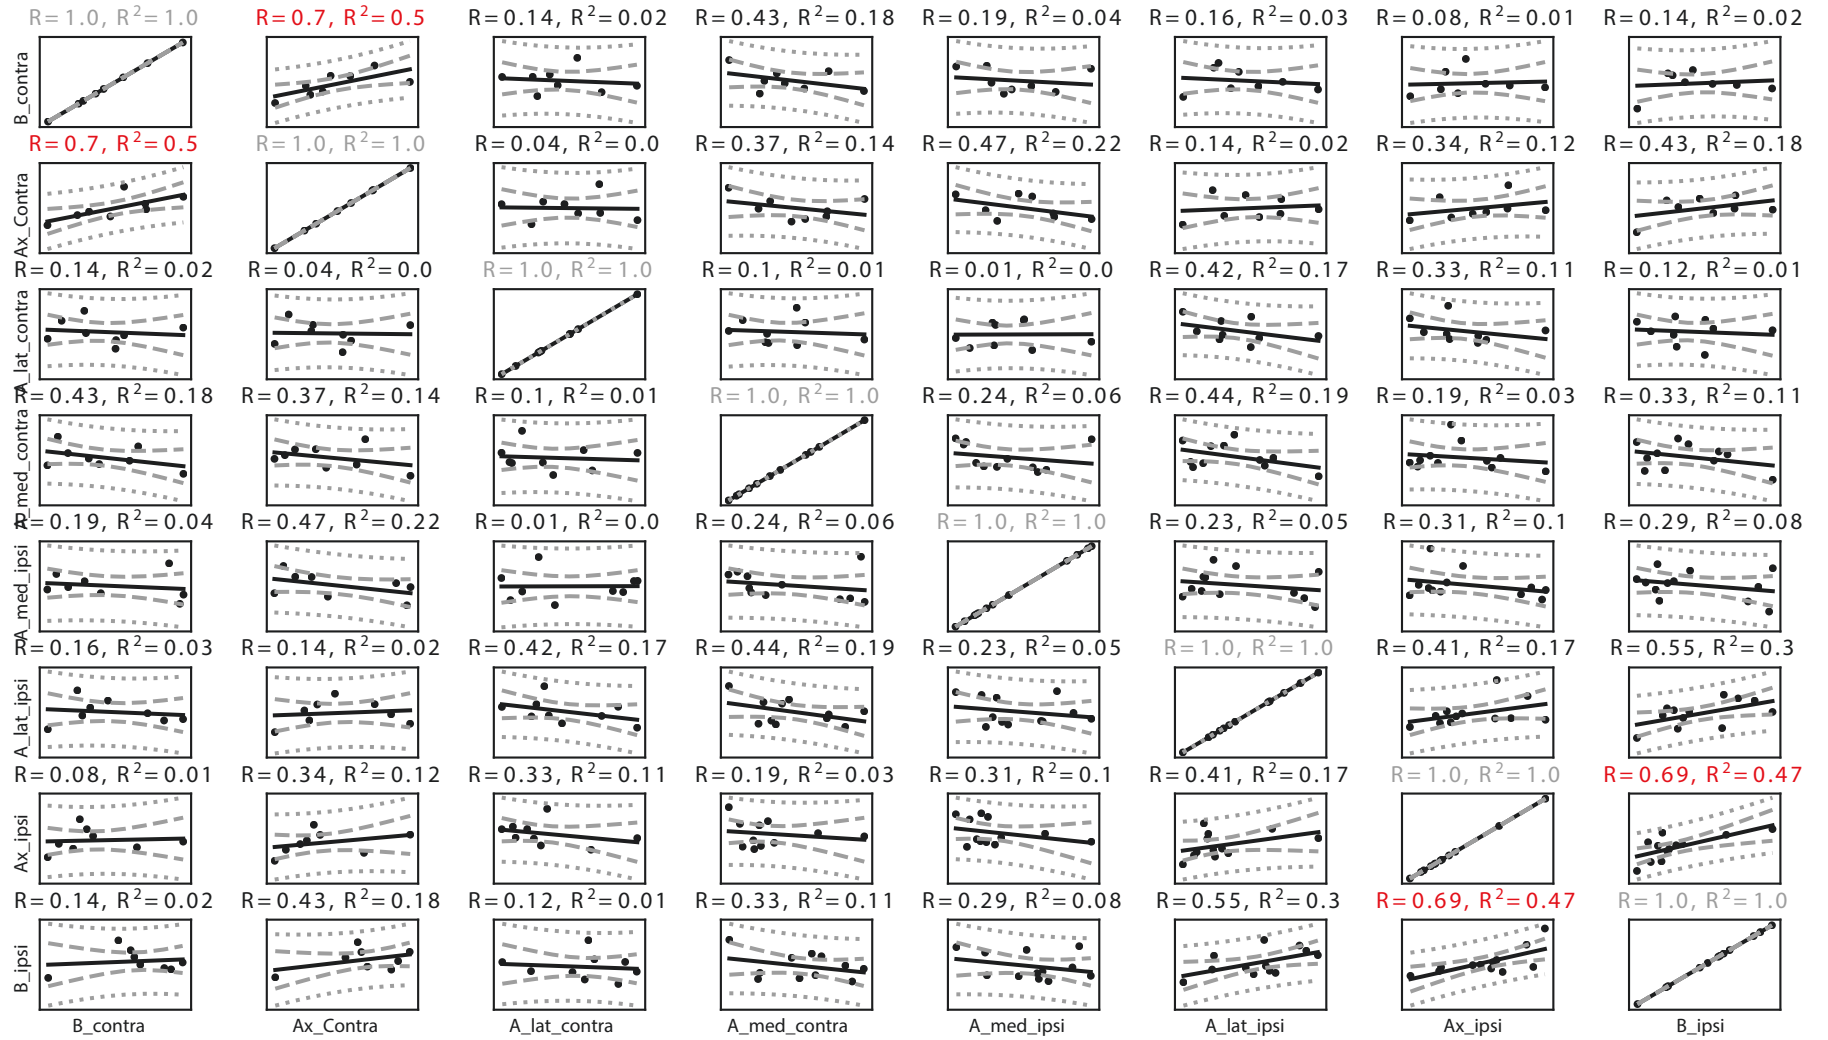 R=1.0, R²=1.0 R=0.7, R²=0.5 R=0.14, R²=0.02 R=0.43, R²=0.18 R=0.19, R²=0.04 R=0.16, R²=0.03 R=0.08, R²=0.01 R=0.14, R²=0.02
B_contra
R=0.7, R²=0.5 R=1.0, R²=1.0 R=0.04, R²=0.0 R=0.37, R²=0.14 R=0.47, R²=0.22 R=0.14, R²=0.02 R=0.34, R²=0.12 R=0.43, R²=0.18
Ax_Contra
R=0.14, R²=0.02 R=0.04, R²=0.0 R=1.0, R²=1.0 R=0.1, R²=0.01 R=0.01, R²=0.0 R=0.42, R²=0.17 R=0.33, R²=0.11 R=0.12, R²=0.01
A_lat_contra
R=0.43, R²=0.18 R=0.37, R²=0.14 R=0.1, R²=0.01 R=1.0, R²=1.0 R=0.24, R²=0.06 R=0.44, R²=0.19 R=0.19, R²=0.03 R=0.33, R²=0.11
A_med_contra
R=0.19, R²=0.04 R=0.47, R²=0.22 R=0.01, R²=0.0 R=0.24, R²=0.06 R=1.0, R²=1.0 R=0.23, R²=0.05 R=0.31, R²=0.1 R=0.29, R²=0.08
A_med_ipsi
R=0.16, R²=0.03 R=0.14, R²=0.02 R=0.42, R²=0.17 R=0.44, R²=0.19 R=0.23, R²=0.05 R=1.0, R²=1.0 R=0.41, R²=0.17 R=0.55, R²=0.3
A_lat_ipsi
R=0.08, R²=0.01 R=0.34, R²=0.12 R=0.33, R²=0.11 R=0.19, R²=0.03 R=0.31, R²=0.1 R=0.41, R²=0.17 R=1.0, R²=1.0 R=0.69, R²=0.47
Ax_ipsi
R=0.14, R²=0.02 R=0.43, R²=0.18 R=0.12, R²=0.01 R=0.33, R²=0.11 R=0.29, R²=0.08 R=0.55, R²=0.3 R=0.69, R²=0.47 R=1.0, R²=1.0
B_ipsi
B_contra Ax_Contra A_lat_contra A_med_contra A_med_ipsi A_lat_ipsi Ax_ipsi B_ipsi